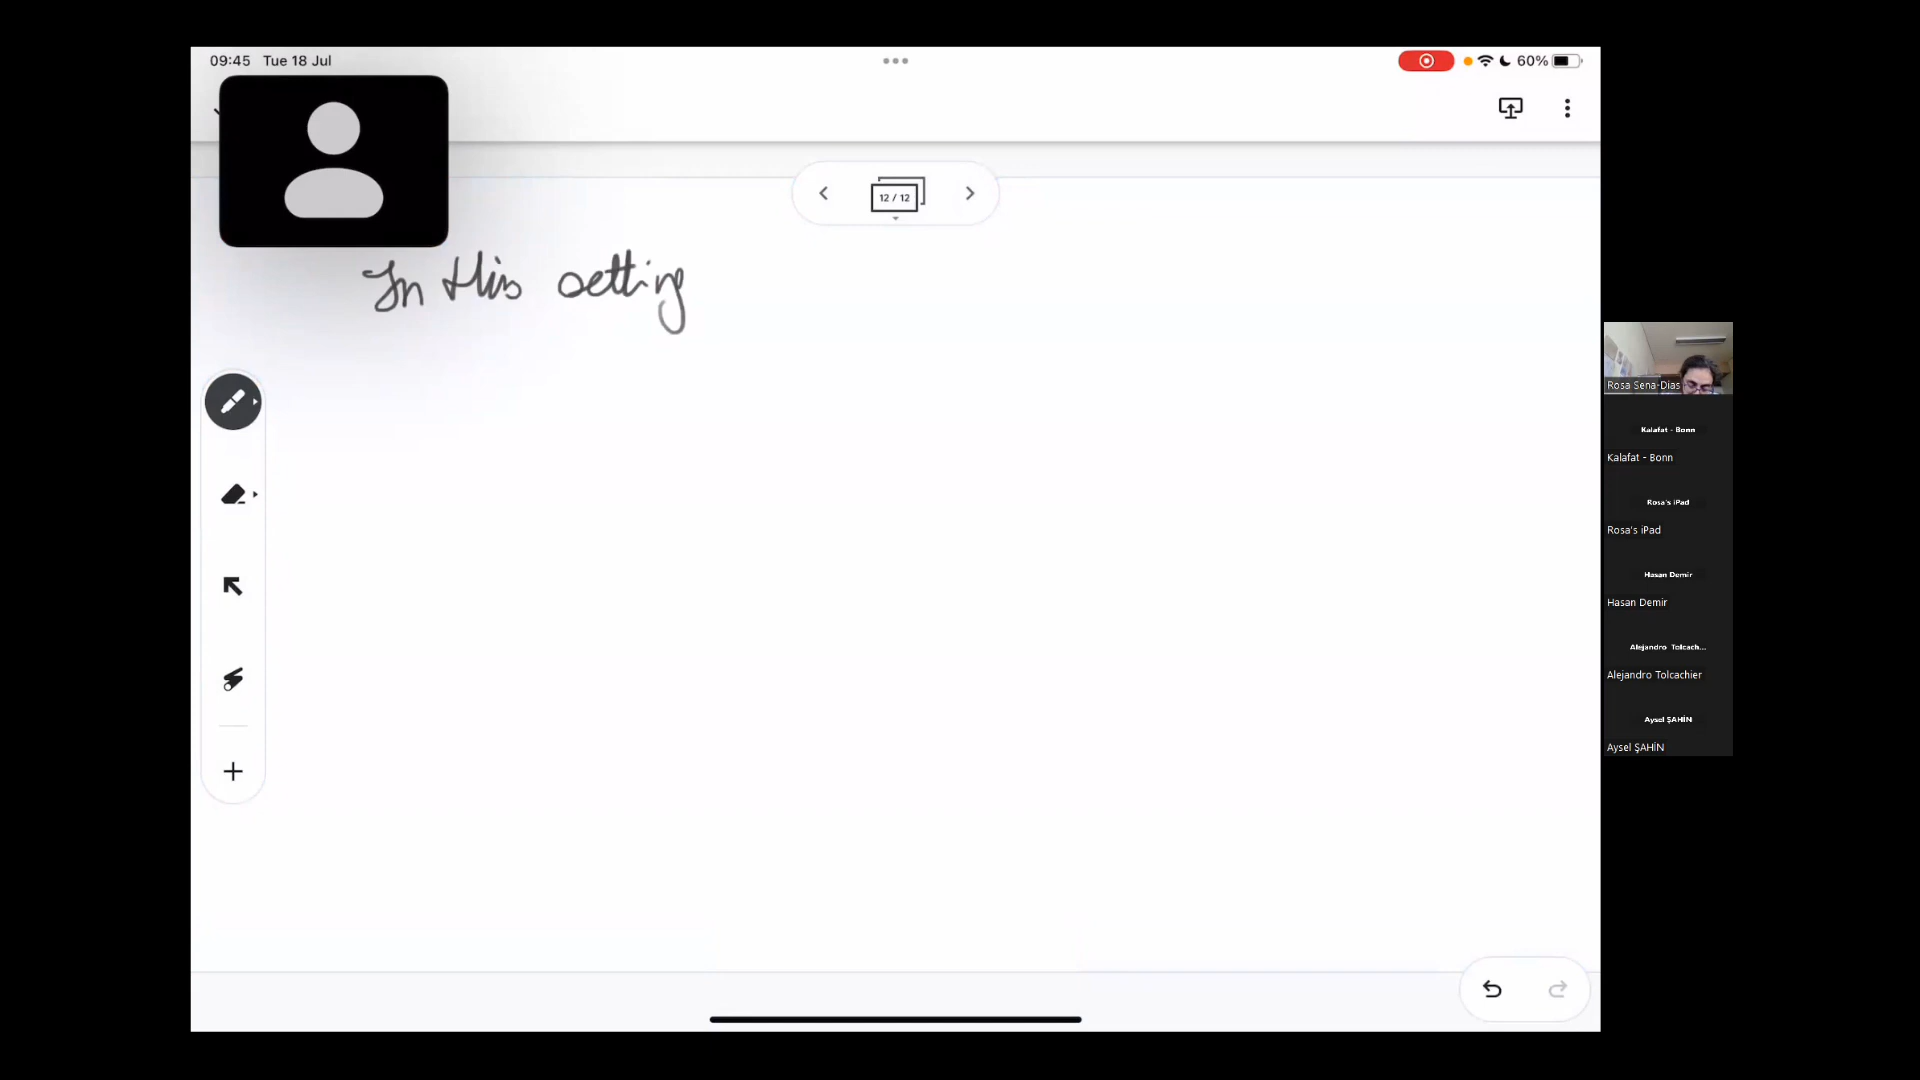 09:45 Tue 18 Jul
60%
12 / 12
In this setting
Rosa Sena-Dias
Kalafat - Bonn
Kalafat - Bonn
Rosa's iPad
Rosa's iPad
Hasan Demir
Hasan Demir
Alejandro Tolcach...
Alejandro Tolcachier
Aysel ŞAHİN
Aysel ŞAHİN